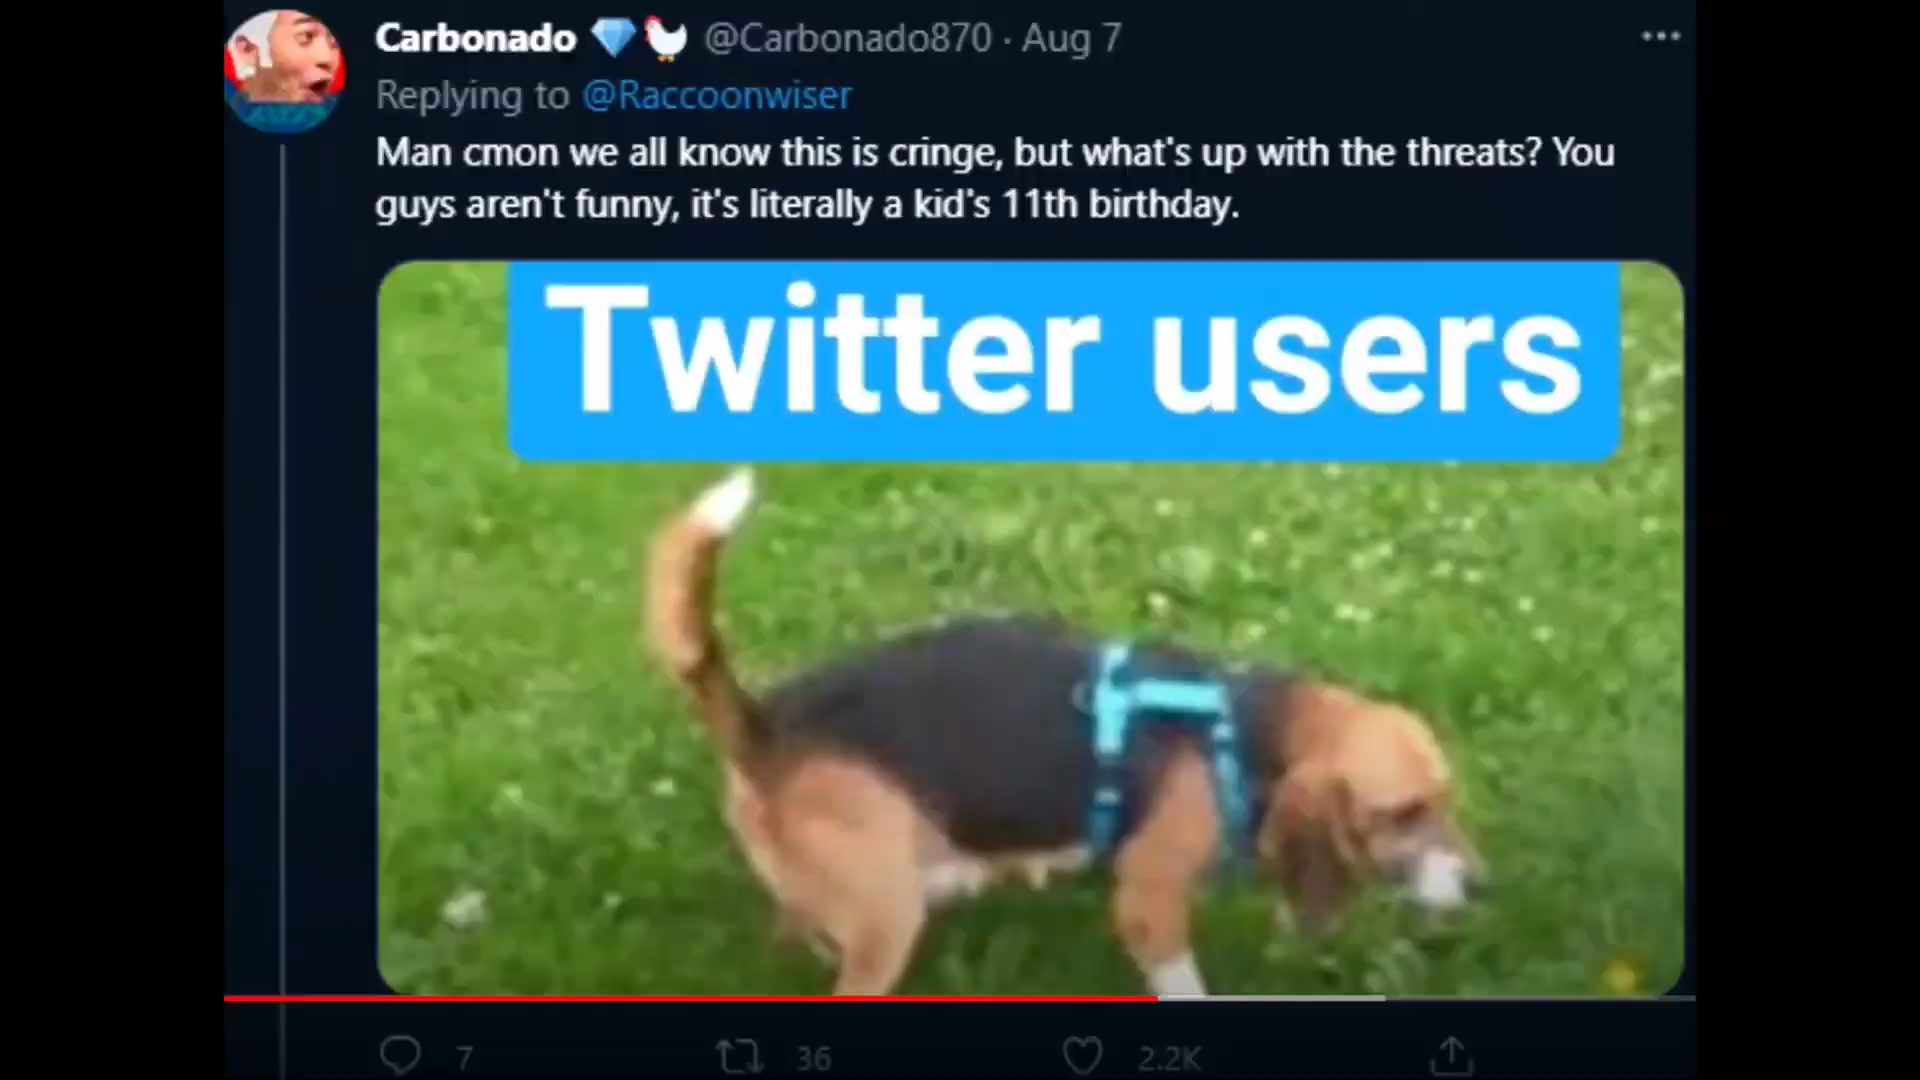 Carbonado 💎🐔 @Carbonado870 · Aug 7
Replying to @Raccoonwiser
Man cmon we all know this is cringe, but what's up with the threats? You
guys aren't funny, it's literally a kid's 11th birthday.
Twitter users
7 36 2.2K